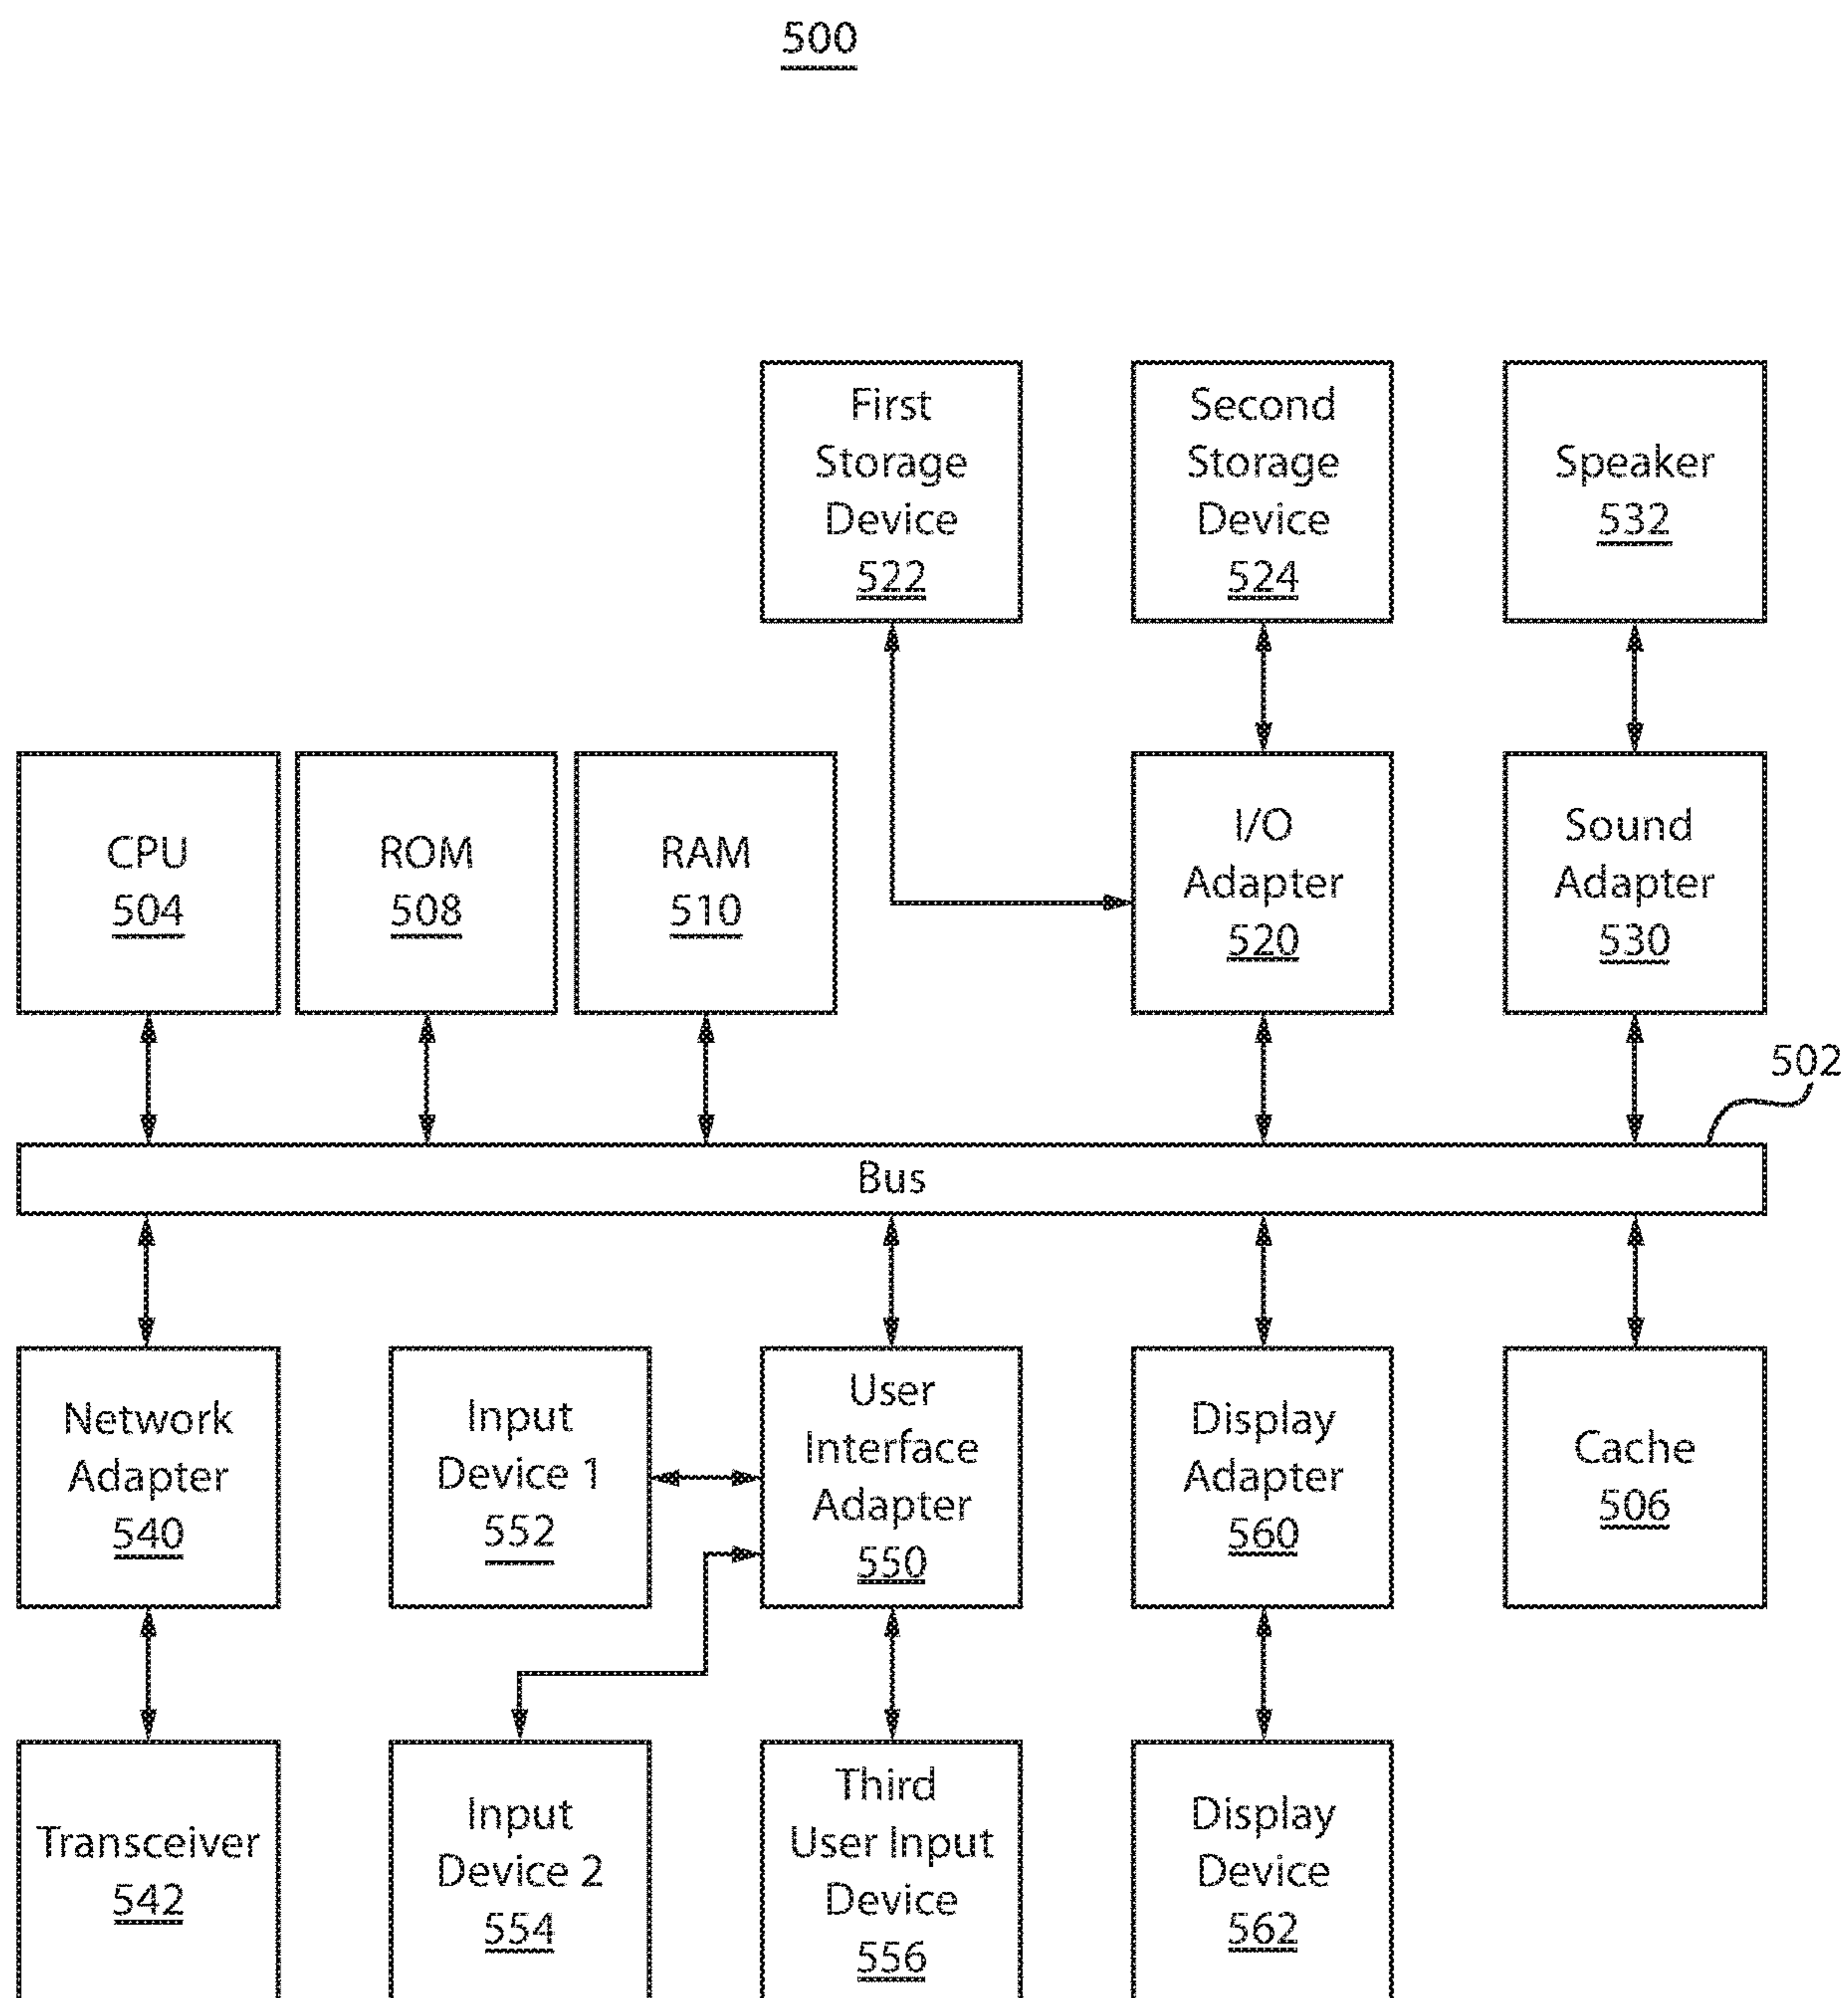 500
First
Storage
Device
522
Second
Storage
Device
524
Speaker
532
CPU
504
ROM
508
RAM
510
I/O
Adapter
520
Sound
Adapter
530
502
Bus
Network
Adapter
540
Input
Device 1
552
User
Interface
Adapter
550
Display
Adapter
560
Cache
506
Transceiver
542
Input
Device 2
554
Third
User Input
Device
556
Display
Device
562